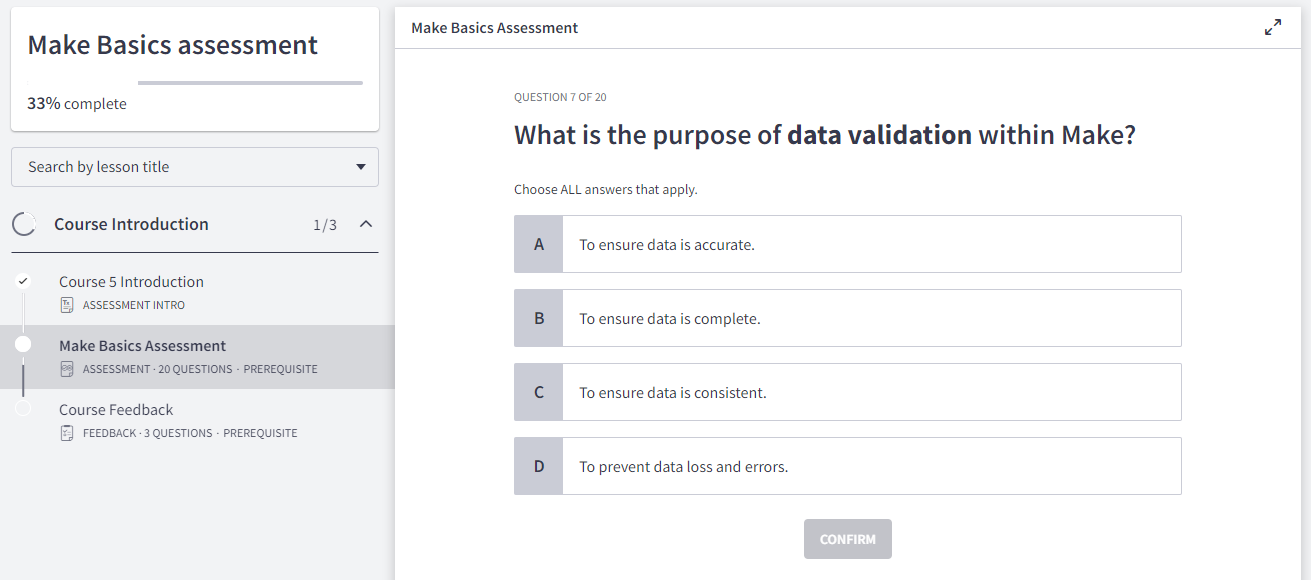 Make Basics assessment
33% complete
Search by lesson title
Course Introduction 1/3
Course 5 Introduction
ASSESSMENT INTRO
Make Basics Assessment
ASSESSMENT · 20 QUESTIONS · PREREQUISITE
Course Feedback
FEEDBACK · 3 QUESTIONS · PREREQUISITE
Make Basics Assessment
QUESTION 7 OF 20
What is the purpose of data validation within Make?
Choose ALL answers that apply.
A To ensure data is accurate.
B To ensure data is complete.
C To ensure data is consistent.
D To prevent data loss and errors.
CONFIRM